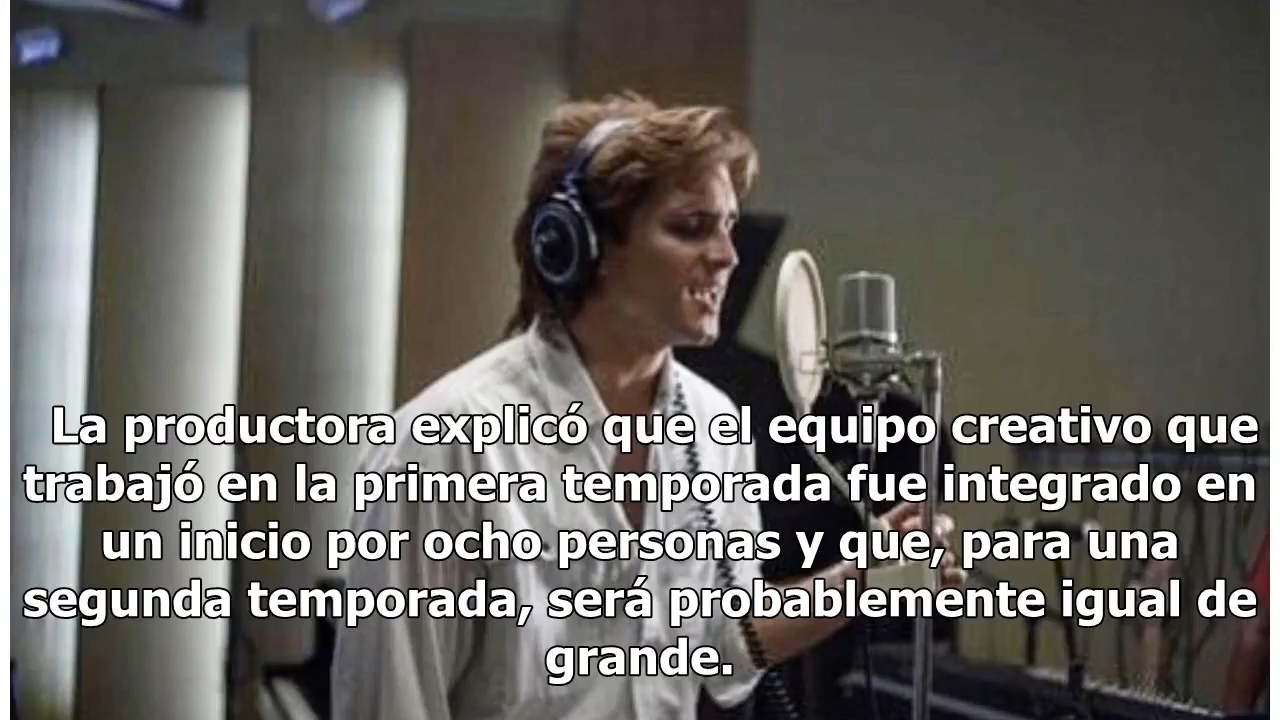 La productora explicó que el equipo creativo que
trabajó en la primera temporada fue integrado en
un inicio por ocho personas y que, para una
segunda temporada, será probablemente igual de
grande.